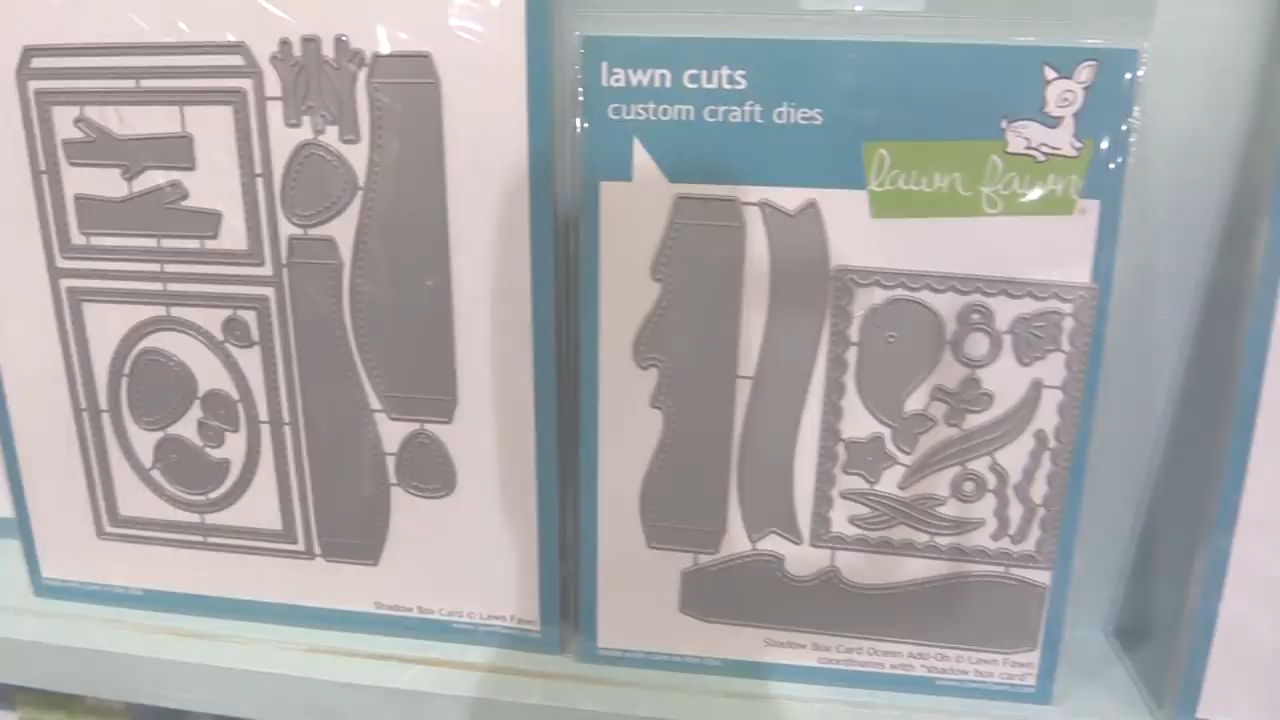 lawn cuts
custom craft dies
lawn fawn
Shadow Box Card © Lawn Fawn
Shadow Box Card Ocean Add-On © Lawn Fawn
coordinates with "shadow box card"